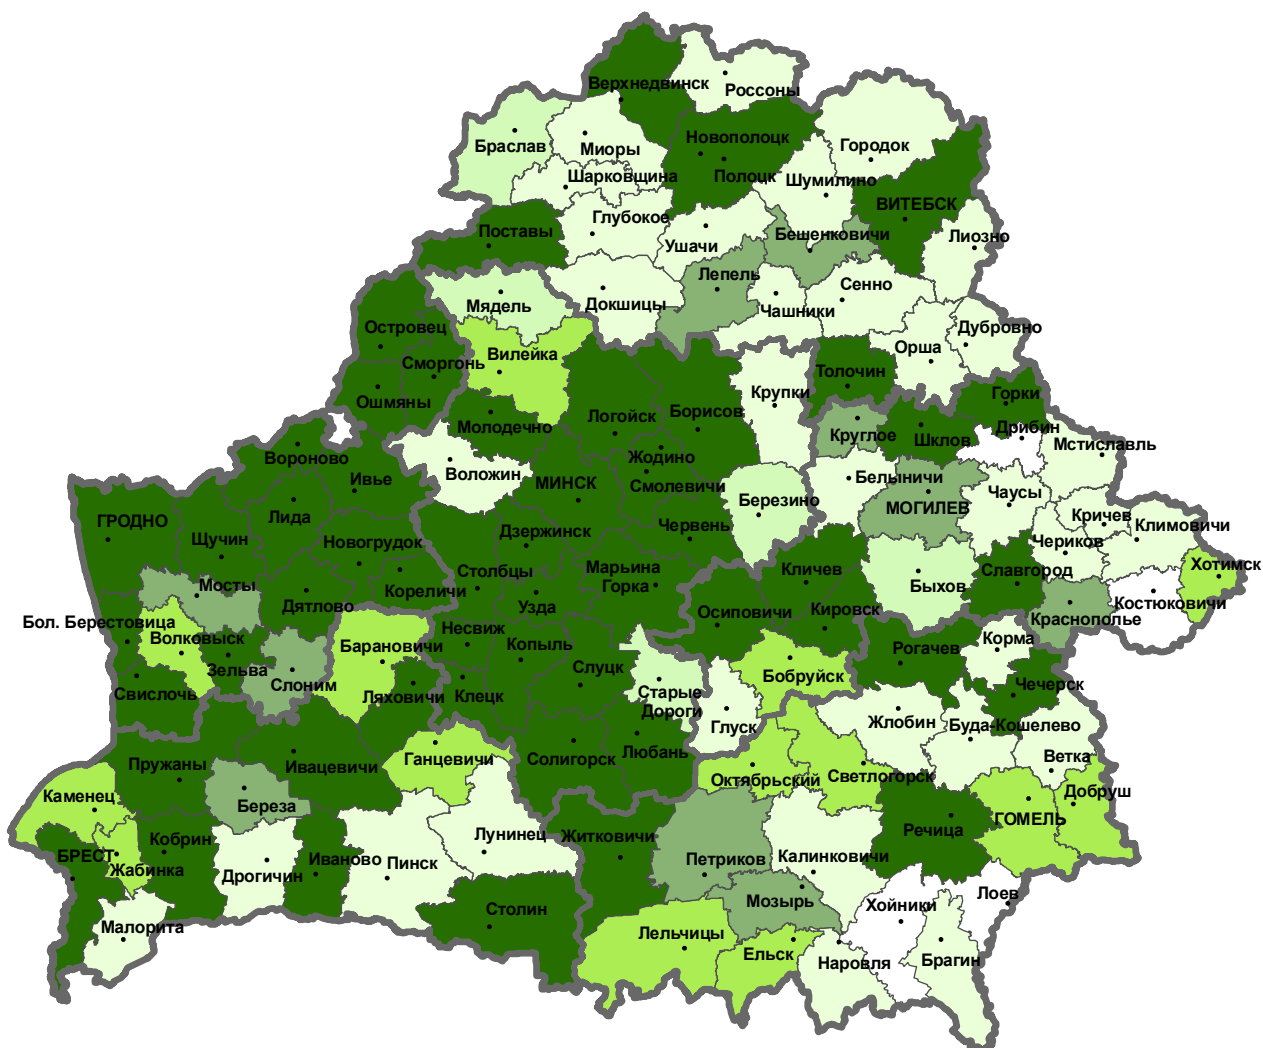 Верхнедвинск
Россоны
Новополоцк
Городок
Браслав
Миоры
Шарковщина
Полоцк
Шумилино
ВИТЕБСК
Глубокое
Поставы
Ушачи
Бешенковичи
Лиозно
Лепель
Сенно
Мядель
Докшицы
Чашники
Дубровно
Островец
Орша
Вилейка
Сморгонь
Толочин
Крупки
Горки
Ошмяны
Логойск
Борисов
Молодечно
Дрибин
Круглое
Шклов
Мстиславль
Вороново
Жодино
Воложин
Ивье
МИНСК
Смолевичи
Белыничи
Березино
Чаусы
МОГИЛЕВ
ГРОДНО
Лида
Кричев
Климовичи
Щучин
Дзержинск
Червень
Новогрудок
Чериков
Хотимск
Столбцы
Марьина
Горка
Кличев
Славгород
Мосты
Кореличи
Быхов
Дятлово
Узда
Костюковичи
Осиповичи
Кировск
Краснополье
Бол. Берестовица
Несвиж
Волковыск
Барановичи
Копыль
Корма
Рогачев
Зельва
Слуцк
Бобруйск
Слоним
Свислочь
Ляховичи
Клецк
Старые
Дороги
Чечерск
Глуск
Жлобин
Буда-Кошелево
Любань
Солигорск
Ганцевичи
Ветка
Пружаны
Ивацевичи
Октябрьский
Светлогорск
Каменец
Добруш
Береза
ГОМЕЛЬ
Речица
Лунинец
Житковичи
Кобрин
БРЕСТ
Иваново
Пинск
Петриков
Калинковичи
Жабинка
Дрогичин
Лоев
Мозырь
Хойники
Столин
Малорита
Лельчицы
Ельск
Наровля
Брагин